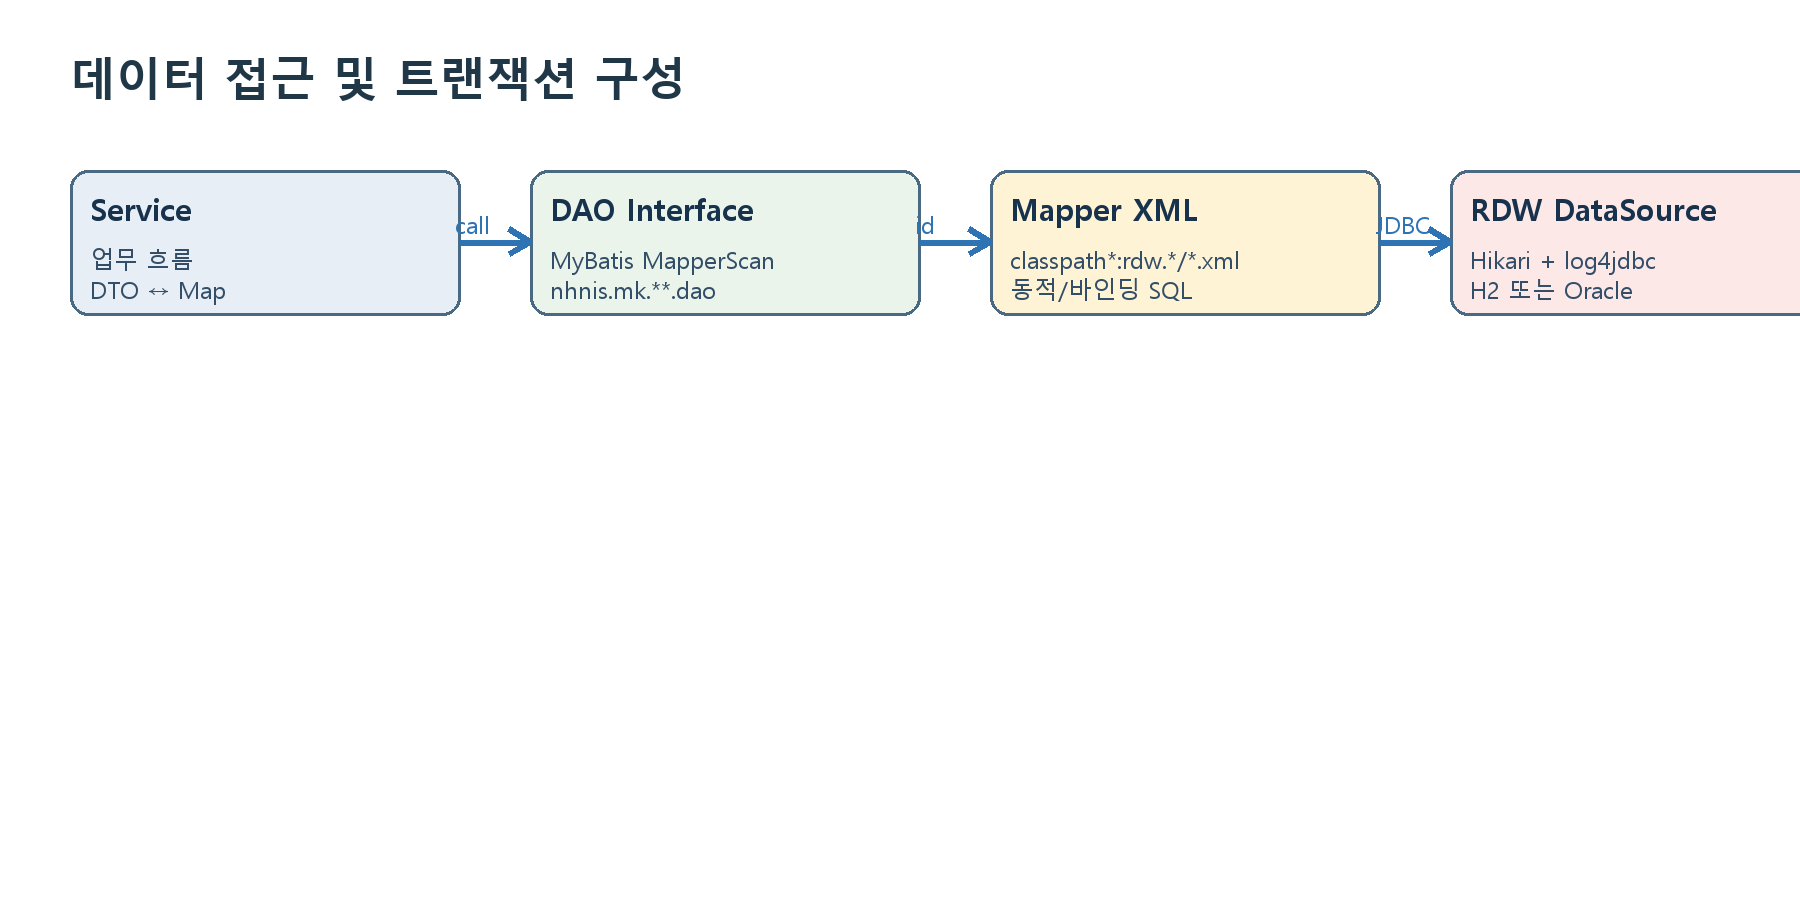 데이터 접근 및 트랜잭션 구성
Service
업무 흐름
DTO ↔ Map
call
DAO Interface
MyBatis MapperScan
nhnis.mk.**.dao
id
Mapper XML
classpath*:rdw.*/*.xml
동적/바인딩 SQL
JDBC
RDW DataSource
Hikari + log4jdbc
H2 또는 Oracle